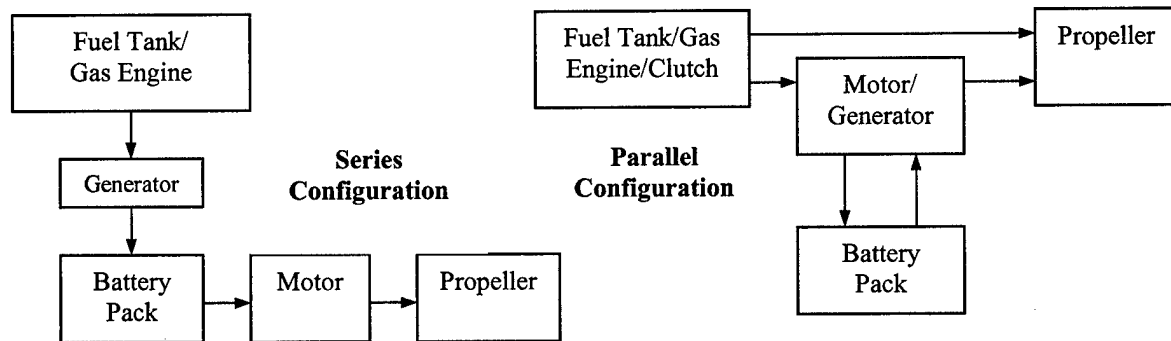 Fuel Tank/
Gas Engine
Generator
Battery
Pack
Motor
Propeller
Series
Configuration
Parallel
Configuration
Fuel Tank/Gas
Engine/Clutch
Motor/
Generator
Battery
Pack
Propeller